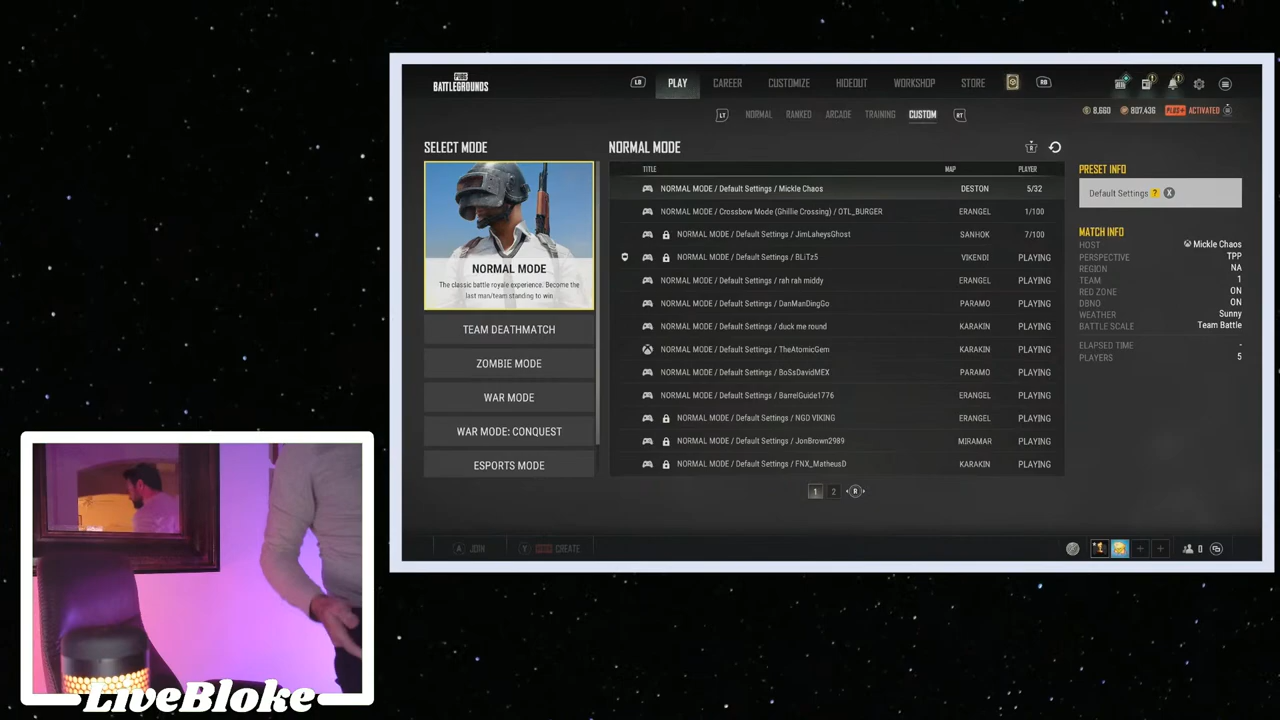 PUBG
BATTLEGROUNDS
LB PLAY CAREER CUSTOMIZE HIDEOUT WORKSHOP STORE RB
8,660 807,436 PLUS+ ACTIVATED
LT NORMAL RANKED ARCADE TRAINING CUSTOM RT
SELECT MODE
NORMAL MODE
The classic battle royale experience. Become the
last man/team standing to win.
TEAM DEATHMATCH
ZOMBIE MODE
WAR MODE
WAR MODE: CONQUEST
ESPORTS MODE
NORMAL MODE
TITLE MAP PLAYER
NORMAL MODE / Default Settings / Mickle Chaos DESTON 5/32
NORMAL MODE / Crossbow Mode (Ghillie Crossing) / OTL_BURGER ERANGEL 1/100
NORMAL MODE / Default Settings / JimLaheysGhost SANHOK 7/100
NORMAL MODE / Default Settings / BLiTz5 VIKENDI PLAYING
NORMAL MODE / Default Settings / rah rah middy ERANGEL PLAYING
NORMAL MODE / Default Settings / DanManDingGo PARAMO PLAYING
NORMAL MODE / Default Settings / duck me round KARAKIN PLAYING
NORMAL MODE / Default Settings / TheAtomicGem KARAKIN PLAYING
NORMAL MODE / Default Settings / BoSsDavidMEX PARAMO PLAYING
NORMAL MODE / Default Settings / BarrelGuide1776 ERANGEL PLAYING
NORMAL MODE / Default Settings / NGD VIKING ERANGEL PLAYING
NORMAL MODE / Default Settings / JonBrown2989 MIRAMAR PLAYING
NORMAL MODE / Default Settings / FNX_MatheusD KARAKIN PLAYING
1 2 R
PRESET INFO
Default Settings ? X
MATCH INFO
HOST Mickle Chaos
PERSPECTIVE TPP
REGION NA
TEAM 1
RED ZONE ON
DBNO ON
WEATHER Sunny
BATTLE SCALE Team Battle
ELAPSED TIME -
PLAYERS 5
A JOIN Y CREATE
0
LiveBloke